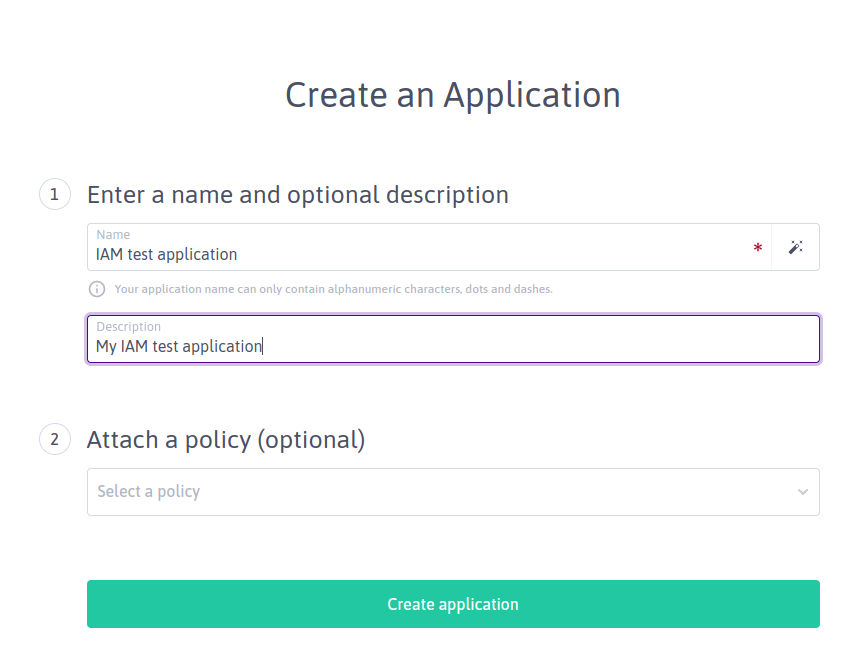 Create an Application
1
Enter a name and optional description
Name
IAM test application
*
Your application name can only contain alphanumeric characters, dots and dashes.
Description
My IAM test application
2
Attach a policy (optional)
Select a policy
Create application